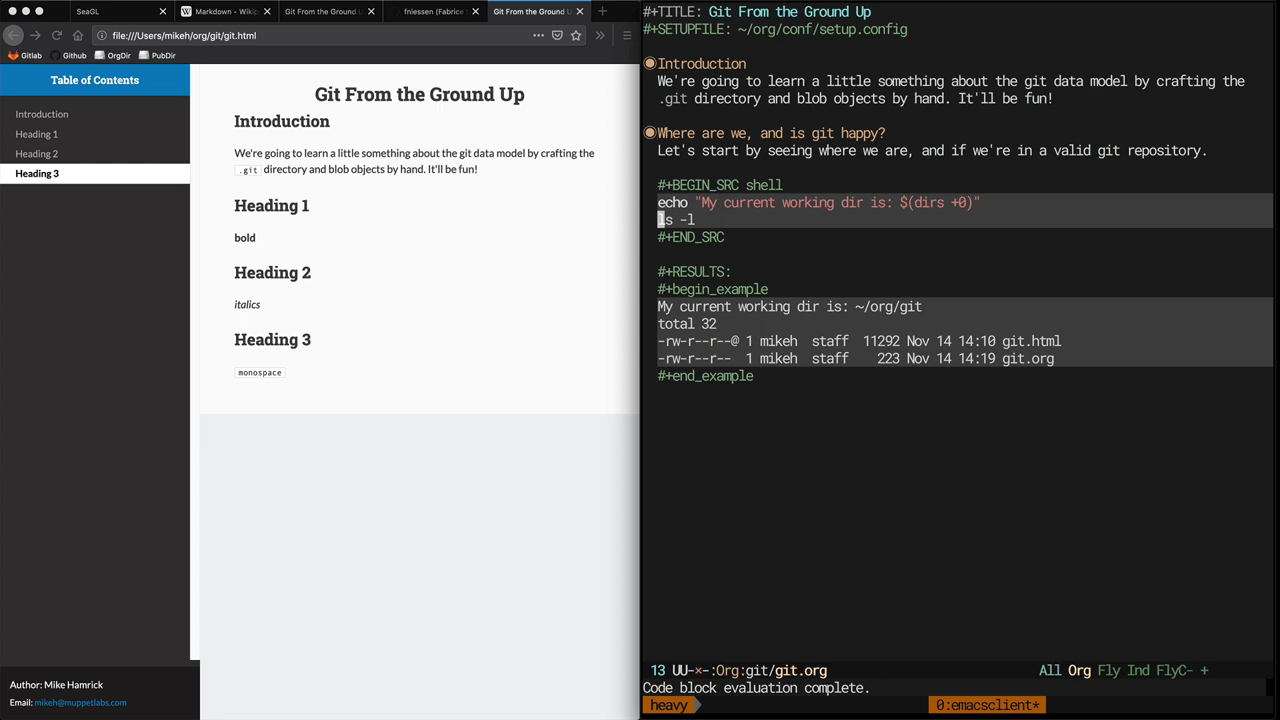 SeaGL
Markdown - Wikip
Git From the Ground U
fniessen (Fabrice
Git From the Ground U
file:///Users/mikeh/org/git/git.html
Gitlab Github OrgDir PubDir
Table of Contents
Introduction
Heading 1
Heading 2
Heading 3
Author: Mike Hamrick
Email: mikeh@muppetlabs.com
Git From the Ground Up
Introduction
We're going to learn a little something about the git data model by crafting the
.git directory and blob objects by hand. It'll be fun!
Heading 1
bold
Heading 2
italics
Heading 3
monospace
#+TITLE: Git From the Ground Up
#+SETUPFILE: ~/org/conf/setup.config
Introduction
We're going to learn a little something about the git data model by crafting the
.git directory and blob objects by hand. It'll be fun!
Where are we, and is git happy?
Let's start by seeing where we are, and if we're in a valid git repository.
#+BEGIN_SRC shell
echo "My current working dir is: $(dirs +0)"
ls -l
#+END_SRC
#+RESULTS:
#+begin_example
My current working dir is: ~/org/git
total 32
-rw-r--r--@ 1 mikeh staff 11292 Nov 14 14:10 git.html
-rw-r--r-- 1 mikeh staff 223 Nov 14 14:19 git.org
#+end_example
13 UU-×-:Org:git/git.org All Org Fly Ind FlyC- +
Code block evaluation complete.
heavy 0:emacsclient*